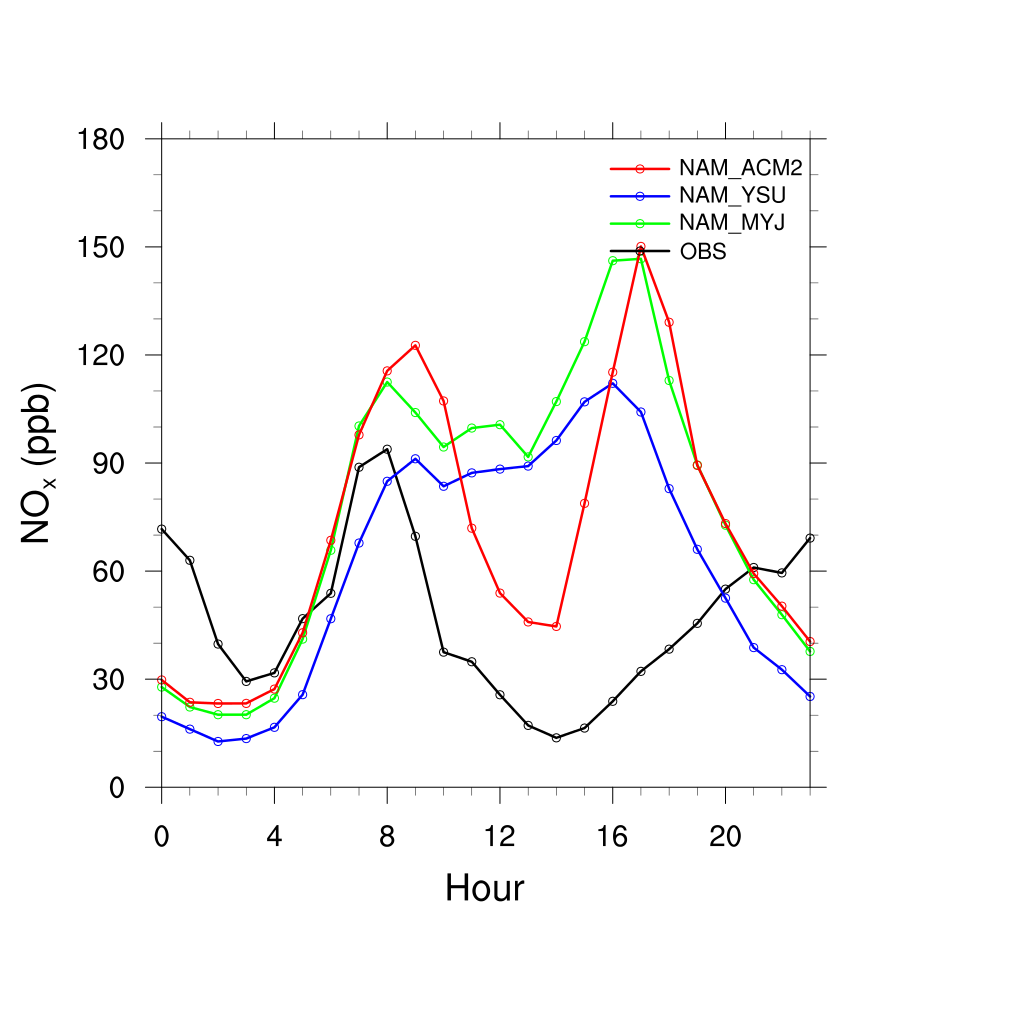 180
150
120
90
60
30
0
NOx (ppb)
NAM_ACM2
NAM_YSU
NAM_MYJ
OBS
0 4 8 12 16 20
Hour